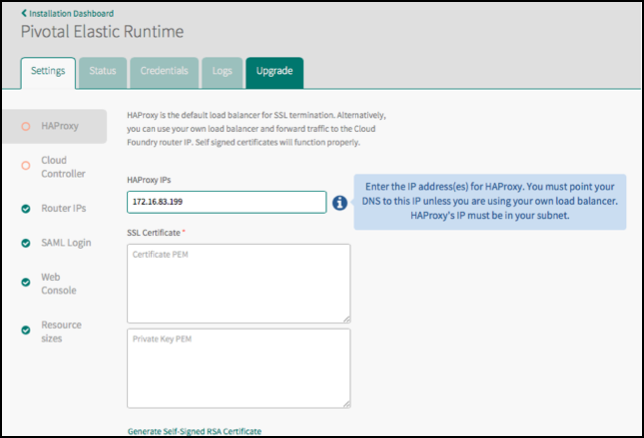 Installation Dashboard
Pivotal Elastic Runtime
Settings
Status
Credentials
Logs
Upgrade
HAProxy
Cloud
Controller
Router IPs
SAML Login
Web
Console
Resource
sizes
HAProxy is the default load balancer for SSL termination. Alternatively,
you can use your own load balancer and forward traffic to the Cloud
Foundry router IP. Self signed certificates will function properly.
HAProxy IPs
172.16.83.199
Enter the IP address(es) for HAProxy. You must point your
DNS to this IP unless you are using your own load balancer.
HAProxy's IP must be in your subnet.
SSL Certificate *
Certificate PEM
Private Key PEM
Generate Self-Signed RSA Certificate